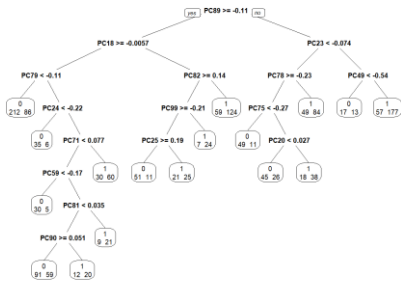 yes PC89 >= -0.11 no
PC18 >= -0.0057 PC23 < -0.074
PC79 < -0.11 PC82 >= 0.14 PC78 >= -0.23 PC49 < -0.54
0 1 1 0 1
212 86 PC24 < -0.22 PC99 >= -0.21 59 124 PC75 < -0.27 49 84 17 13 57 177
0 1 0
35 6 PC71 < 0.077 PC25 >= 0.19 7 24 49 11 PC20 < 0.027
1 0 1 0 1
PC59 < -0.17 30 60 51 11 21 25 45 26 18 38
0
30 5 PC81 < 0.035
1
PC90 >= 0.051 9 21
0 1
91 59 12 20